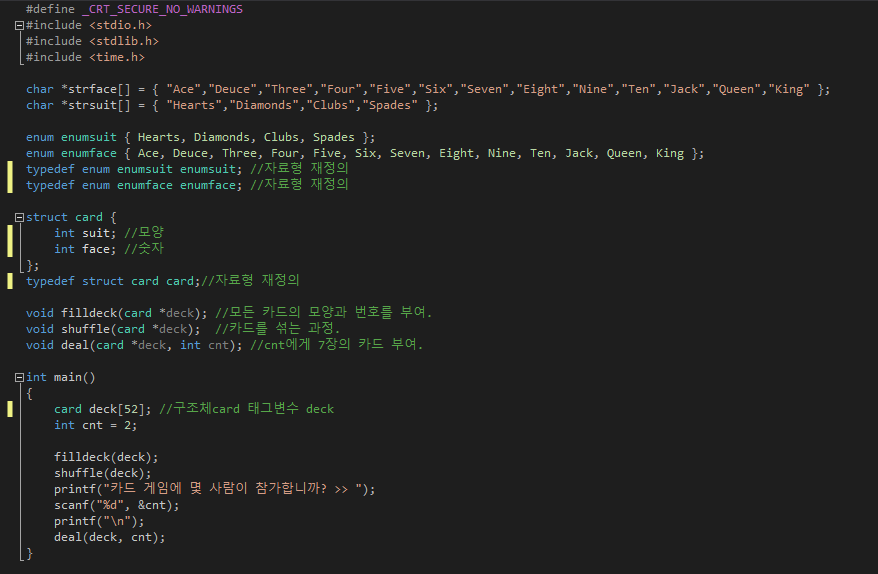 #define _CRT_SECURE_NO_WARNINGS
#include <stdio.h>
#include <stdlib.h>
#include <time.h>
char *strface[] = { "Ace","Deuce","Three","Four","Five","Six","Seven","Eight","Nine","Ten","Jack","Queen","King" };
char *strsuit[] = { "Hearts","Diamonds","Clubs","Spades" };
enum enumsuit { Hearts, Diamonds, Clubs, Spades };
enum enumface { Ace, Deuce, Three, Four, Five, Six, Seven, Eight, Nine, Ten, Jack, Queen, King };
typedef enum enumsuit enumsuit; //자료형 재정의
typedef enum enumface enumface; //자료형 재정의
struct card {
    int suit; //모양
    int face; //숫자
};
typedef struct card card;//자료형 재정의
void filldeck(card *deck); //모든 카드의 모양과 번호를 부여.
void shuffle(card *deck);  //카드를 섞는 과정.
void deal(card *deck, int cnt); //cnt에게 7장의 카드 부여.
int main()
{
    card deck[52]; //구조체card 태그변수 deck
    int cnt = 2;
    filldeck(deck);
    shuffle(deck);
    printf("카드 게임에 몇 사람이 참가합니까? >> ");
    scanf("%d", &cnt);
    printf("\n");
    deal(deck, cnt);
}